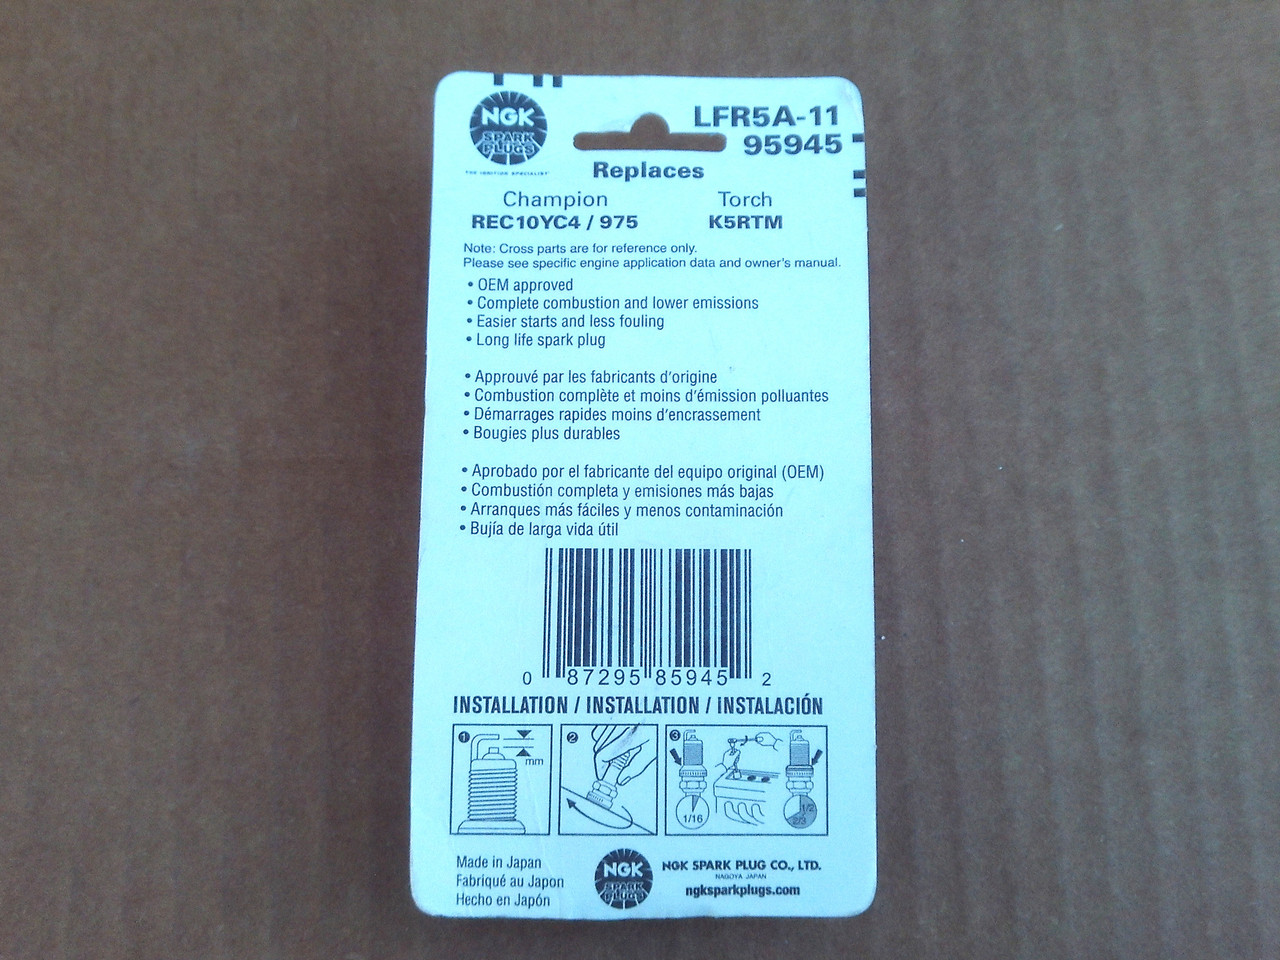 NGK
SPARK
PLUGS
THE IGNITION SPECIALIST
LFR5A-11
95945
Replaces
Champion Torch
REC10YC4 / 975 K5RTM
Note: Cross parts are for reference only.
Please see specific engine application data and owner's manual.
• OEM approved
• Complete combustion and lower emissions
• Easier starts and less fouling
• Long life spark plug
• Approuvé par les fabricants d'origine
• Combustion complète et moins d'émission polluantes
• Démarrages rapides moins d'encrassement
• Bougies plus durables
• Aprobado por el fabricante del equipo original (OEM)
• Combustión completa y emisiones más bajas
• Arranques más fáciles y menos contaminación
• Bujía de larga vida útil
0 87295 85945 2
INSTALLATION / INSTALLATION / INSTALACIÓN
1 2 3
mm
1/16 1/2
2/3
Made in Japan
Fabriqué au Japon
Hecho en Japón
NGK
SPARK
PLUGS
NGK SPARK PLUG CO., LTD.
NAGOYA JAPAN
ngksparkplugs.com